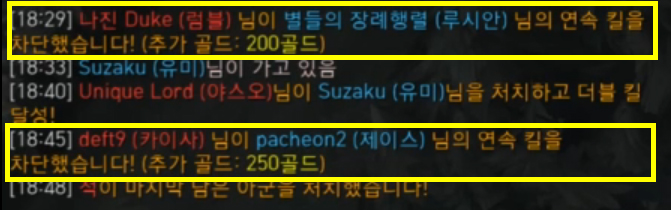 [18:29] 나진 Duke (럼블) 님이 별들의 장례행렬 (루시안) 님의 연속 킬을
차단했습니다! (추가 골드: 200골드)
[18:33] Suzaku (유미)님이 가고 있음
[18:40] Unique Lord (야스오)님이 Suzaku (유미)님을 처치하고 더블 킬
달성!
[18:45] deft9 (카이사) 님이 pacheon2 (제이스) 님의 연속 킬을
차단했습니다! (추가 골드: 250골드)
[18:48] 적이 마지막 남은 아군을 처치했습니다!